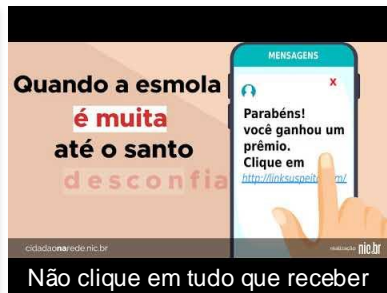 Quando a esmola
é muita
até o santo
desconfia
MENSAGENS
x
Parabéns!
você ganhou um
prêmio.
Clique em
cidadaonarede.nic.br
realização nic.br
Não clique em tudo que receber